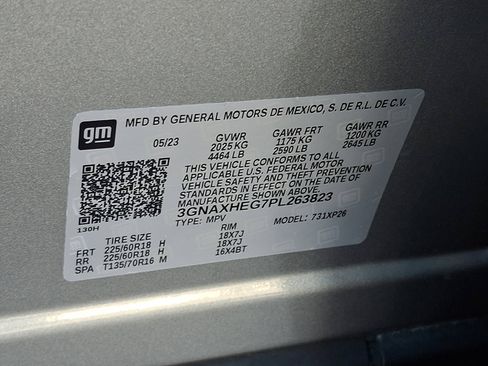 gm
MFD BY GENERAL MOTORS DE MEXICO, S. DE R.L. DE C.V.
05/23 GVWR GAWR FRT GAWR RR
2025 KG 1175 KG 1200 KG
4464 LB 2590 LB 2645 LB
THIS VEHICLE CONFORMS TO ALL
APPLICABLE U.S. FEDERAL MOTOR
VEHICLE SAFETY STANDARDS IN
EFFECT ON THE DATE OF
MANUFACTURE SHOWN ABOVE.
3GNAXHEG7PL263823
TYPE: MPV MODEL: 731XP26
130H
TIRE SIZE RIM
FRT 225/60R18 H 18X7J
RR 225/60R18 H 18X7J
SPA T135/70R16 M 16X4BT